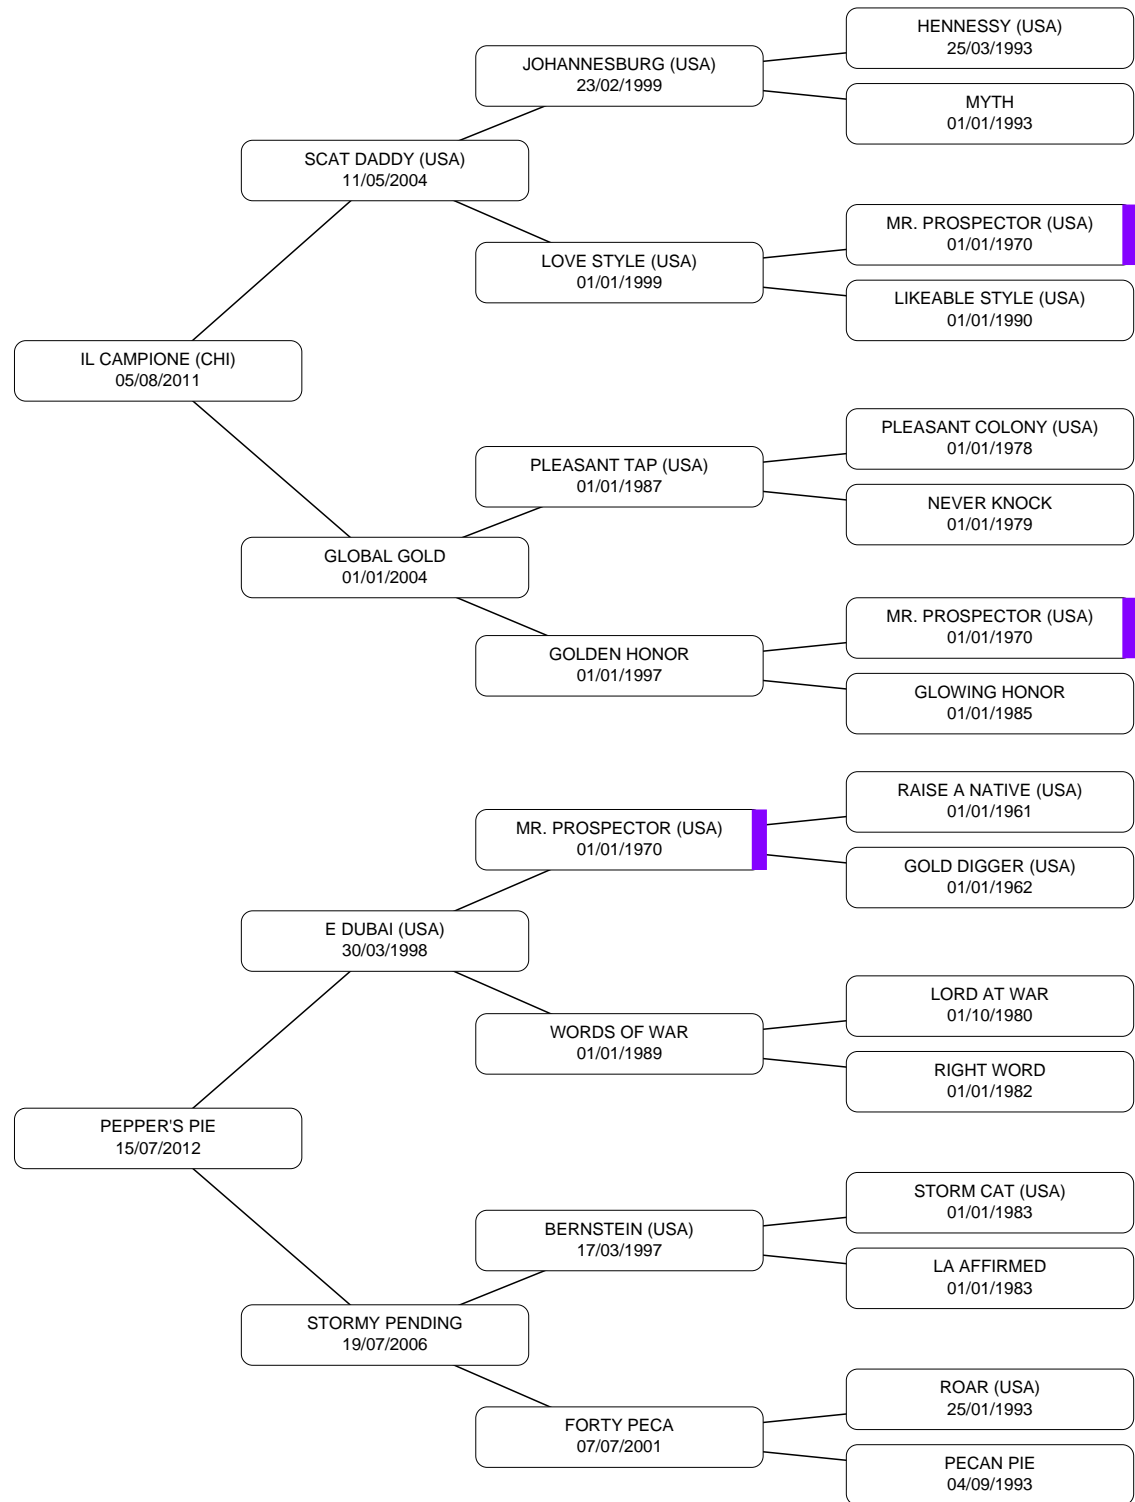 HENNESSY (USA)
25/03/1993
JOHANNESBURG (USA)
23/02/1999
MYTH
01/01/1993
SCAT DADDY (USA)
11/05/2004
MR. PROSPECTOR (USA)
01/01/1970
LOVE STYLE (USA)
01/01/1999
LIKEABLE STYLE (USA)
01/01/1990
IL CAMPIONE (CHI)
05/08/2011
PLEASANT COLONY (USA)
01/01/1978
PLEASANT TAP (USA)
01/01/1987
NEVER KNOCK
01/01/1979
GLOBAL GOLD
01/01/2004
MR. PROSPECTOR (USA)
01/01/1970
GOLDEN HONOR
01/01/1997
GLOWING HONOR
01/01/1985
RAISE A NATIVE (USA)
01/01/1961
MR. PROSPECTOR (USA)
01/01/1970
GOLD DIGGER (USA)
01/01/1962
E DUBAI (USA)
30/03/1998
LORD AT WAR
01/10/1980
WORDS OF WAR
01/01/1989
RIGHT WORD
01/01/1982
PEPPER'S PIE
15/07/2012
STORM CAT (USA)
01/01/1983
BERNSTEIN (USA)
17/03/1997
LA AFFIRMED
01/01/1983
STORMY PENDING
19/07/2006
ROAR (USA)
25/01/1993
FORTY PECA
07/07/2001
PECAN PIE
04/09/1993